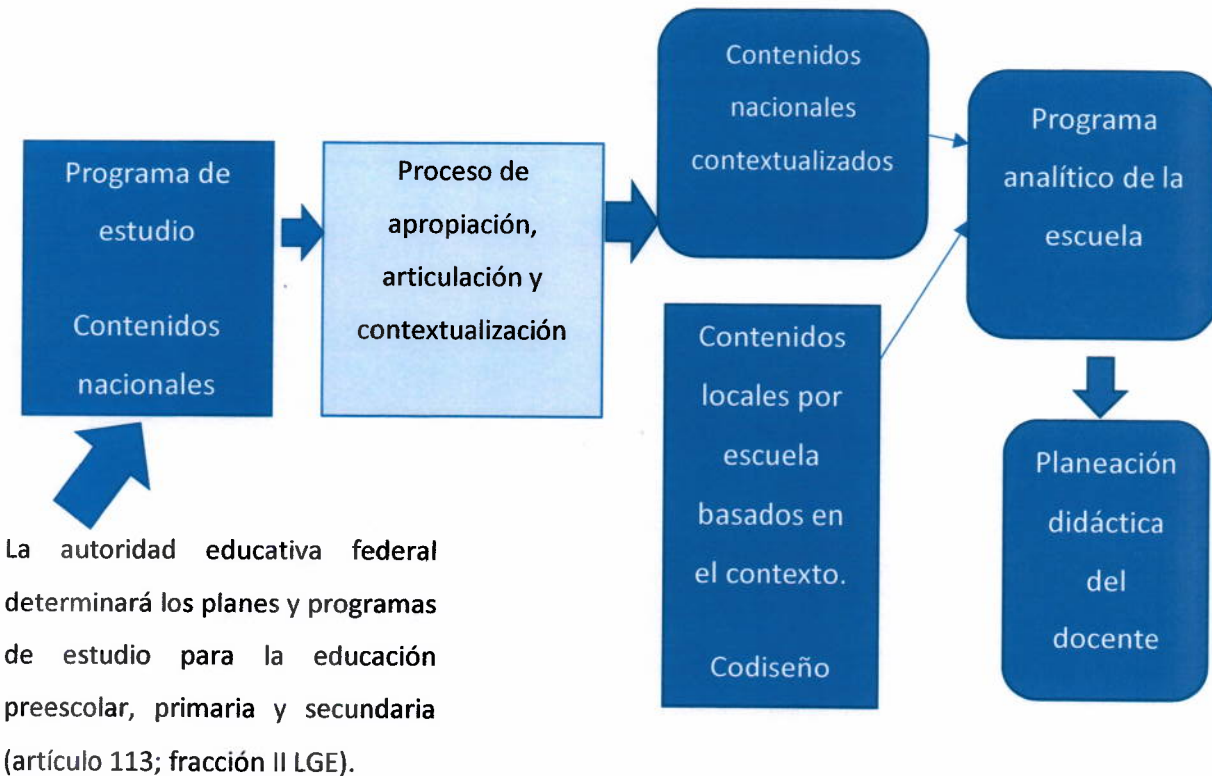 Programa de
estudio
Contenidos
nacionales
Proceso de
apropiación,
articulación y
contextualización
Contenidos
nacionales
contextualizados
Contenidos
locales por
escuela
basados en
el contexto.
Codiseño
Programa
analítico de la
escuela
Planeación
didáctica
del
docente
La autoridad educativa federal
determinará los planes y programas
de estudio para la educación
preescolar, primaria y secundaria
(artículo 113; fracción II LGE).